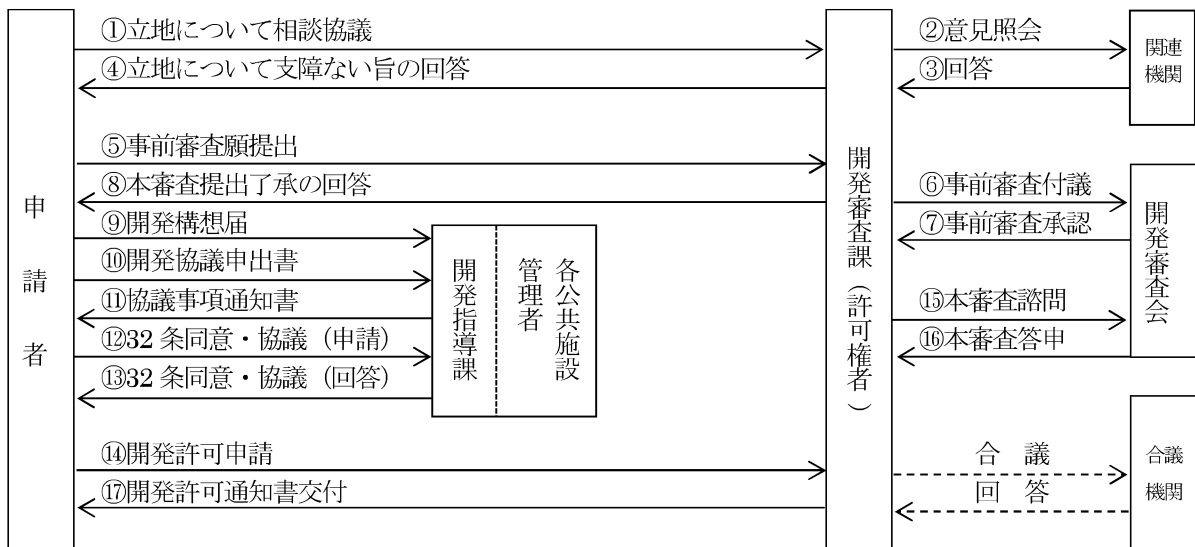 申請者
①立地について相談協議
④立地について支障ない旨の回答
⑤事前審査願提出
⑧本審査提出了承の回答
⑨開発構想届
⑩開発協議申出書
⑪協議事項通知書
⑫32 条同意・協議（申請）
⑬32 条同意・協議（回答）
⑭開発許可申請
⑰開発許可通知書交付
開発指導課
各公共施設
管理者
開発審査課（許可権者）
②意見照会
③回答
⑥事前審査付議
⑦事前審査承認
⑮本審査諮問
⑯本審査答申
合　議
回　答
関連
機関
開発審査会
合議
機関